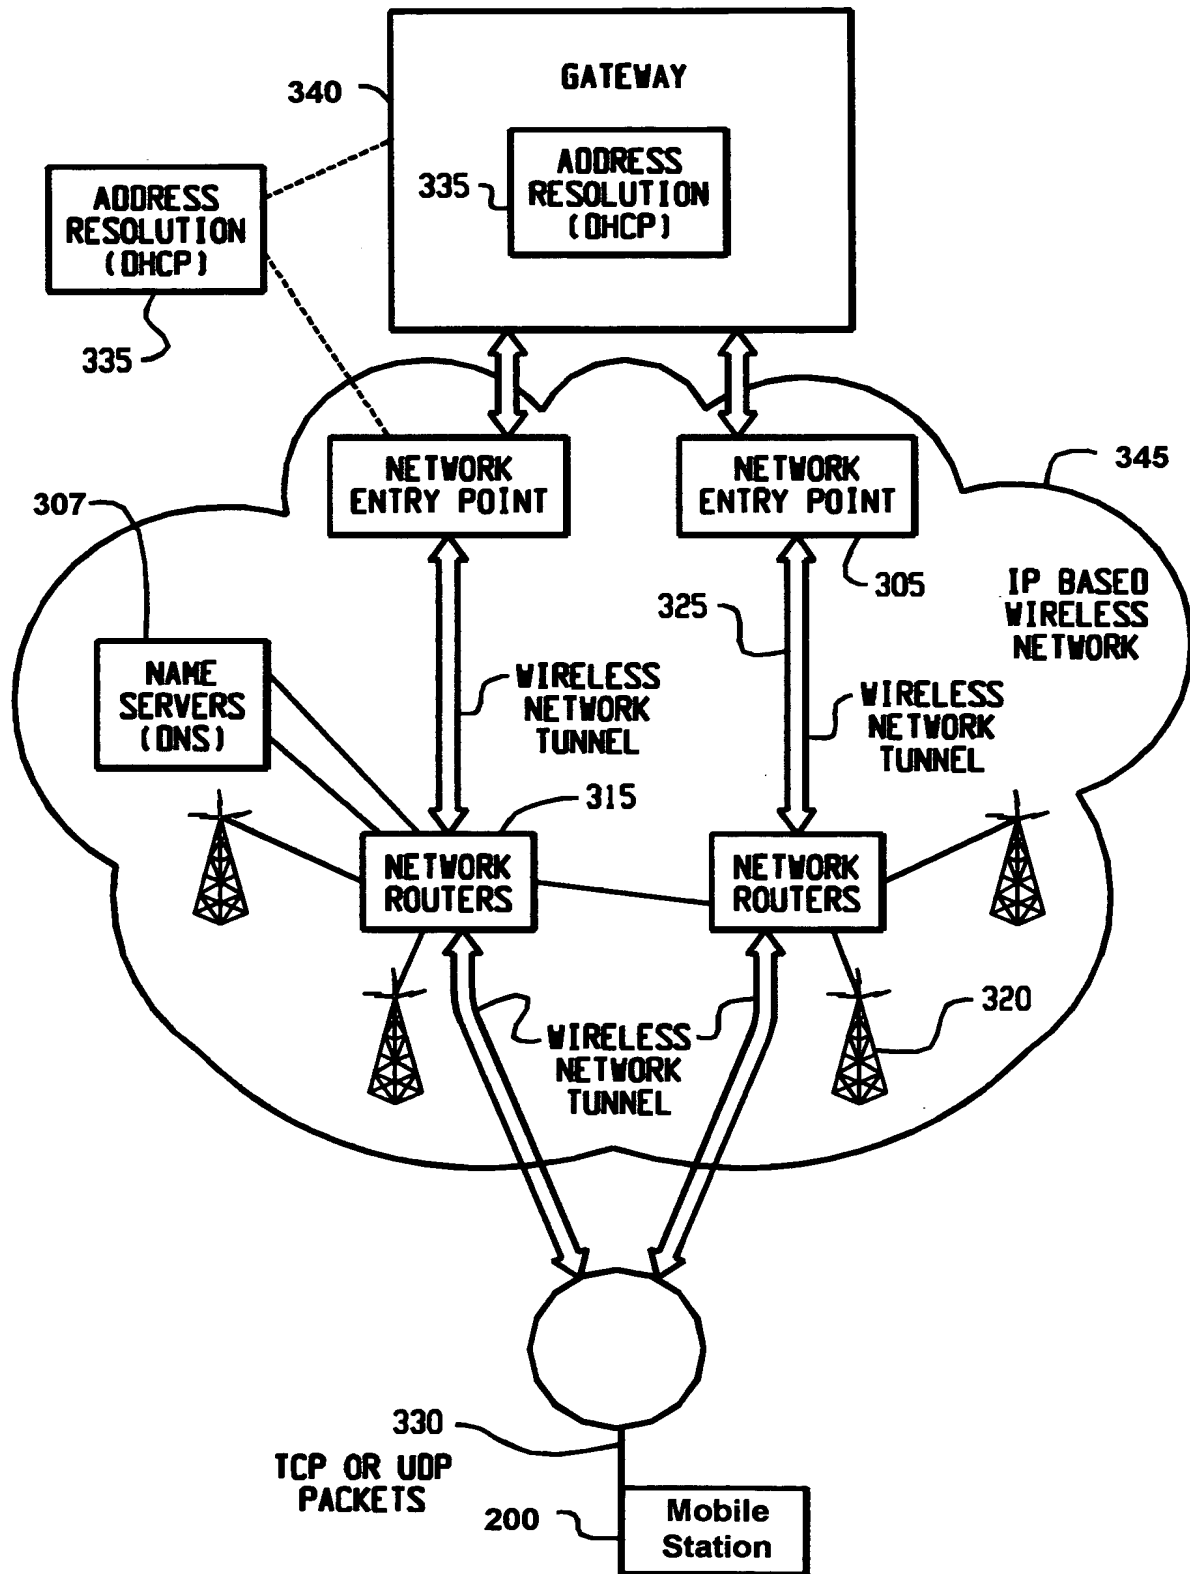 GATEWAY
340
ADDRESS
RESOLUTION
(DHCP)
335
ADDRESS
RESOLUTION
(DHCP)
335
NETWORK
ENTRY POINT
NETWORK
ENTRY POINT
345
307
305
IP BASED
WIRELESS
NETWORK
325
NAME
SERVERS
(DNS)
WIRELESS
NETWORK
TUNNEL
WIRELESS
NETWORK
TUNNEL
315
NETWORK
ROUTERS
NETWORK
ROUTERS
320
WIRELESS
NETWORK
TUNNEL
330
TCP OR UDP
PACKETS
200
Mobile
Station